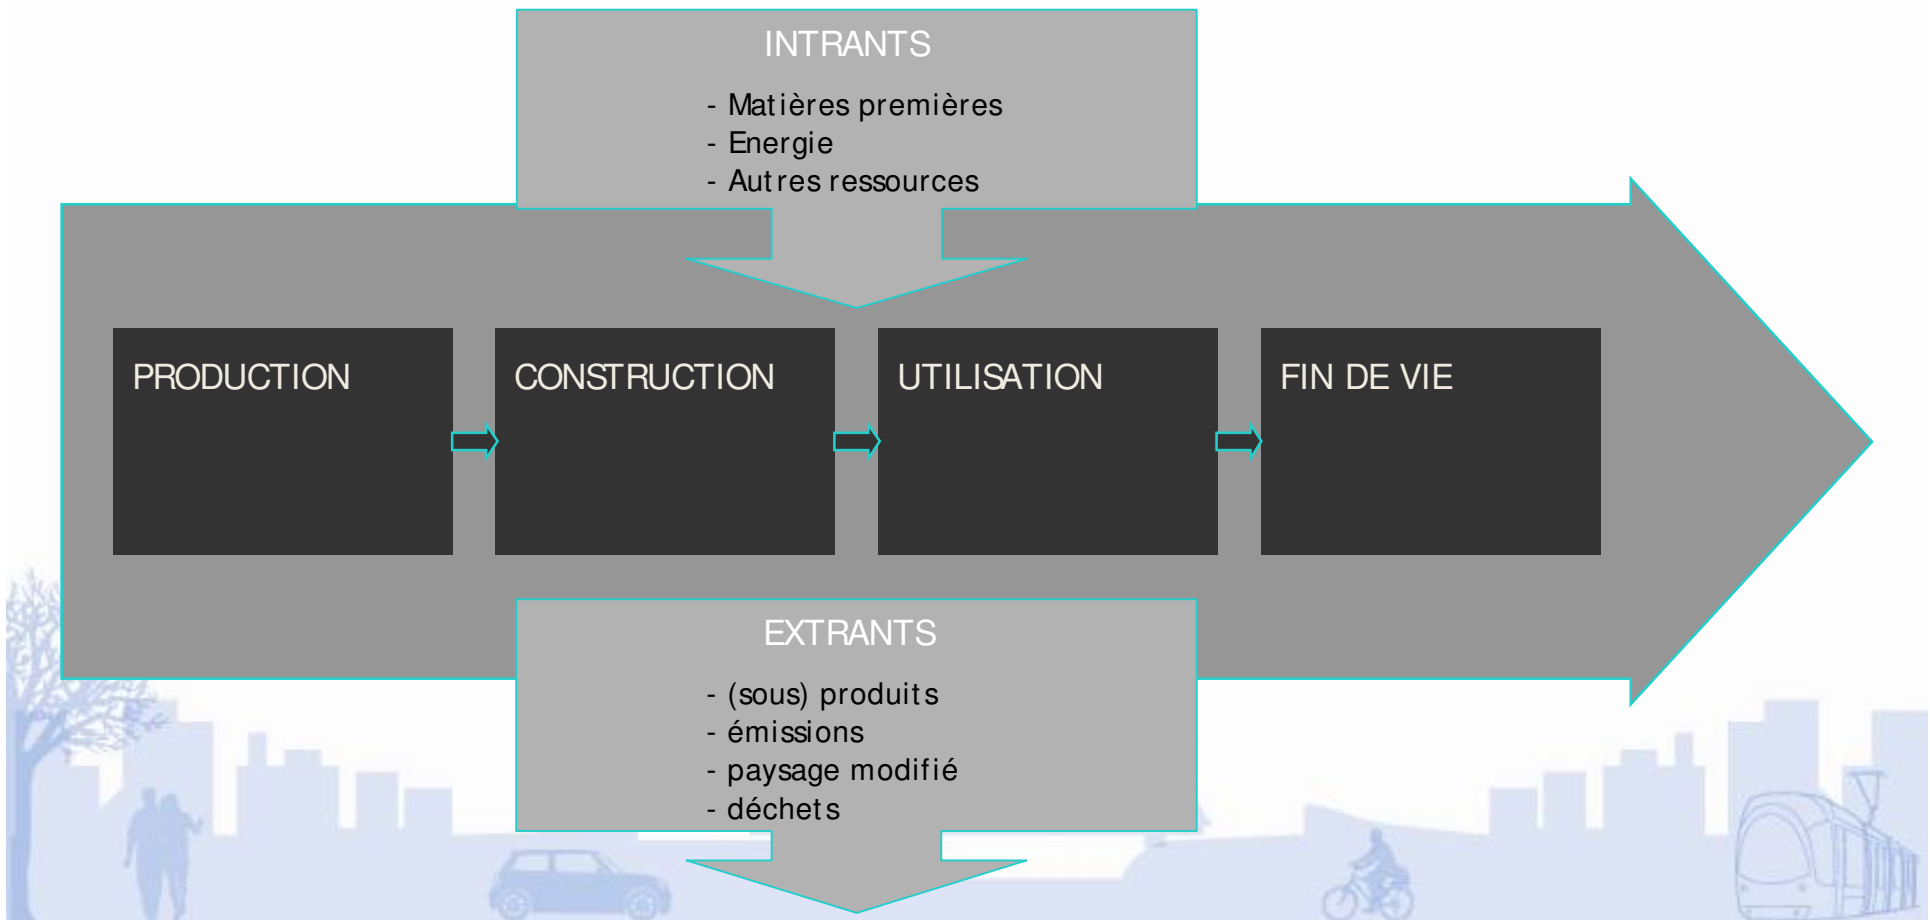 INTRANTS
- Matières premières
- Energie
- Autres ressources
PRODUCTION
CONSTRUCTION
UTILISATION
FIN DE VIE
EXTRANTS
- (sous) produits
- émissions
- paysage modifié
- déchets